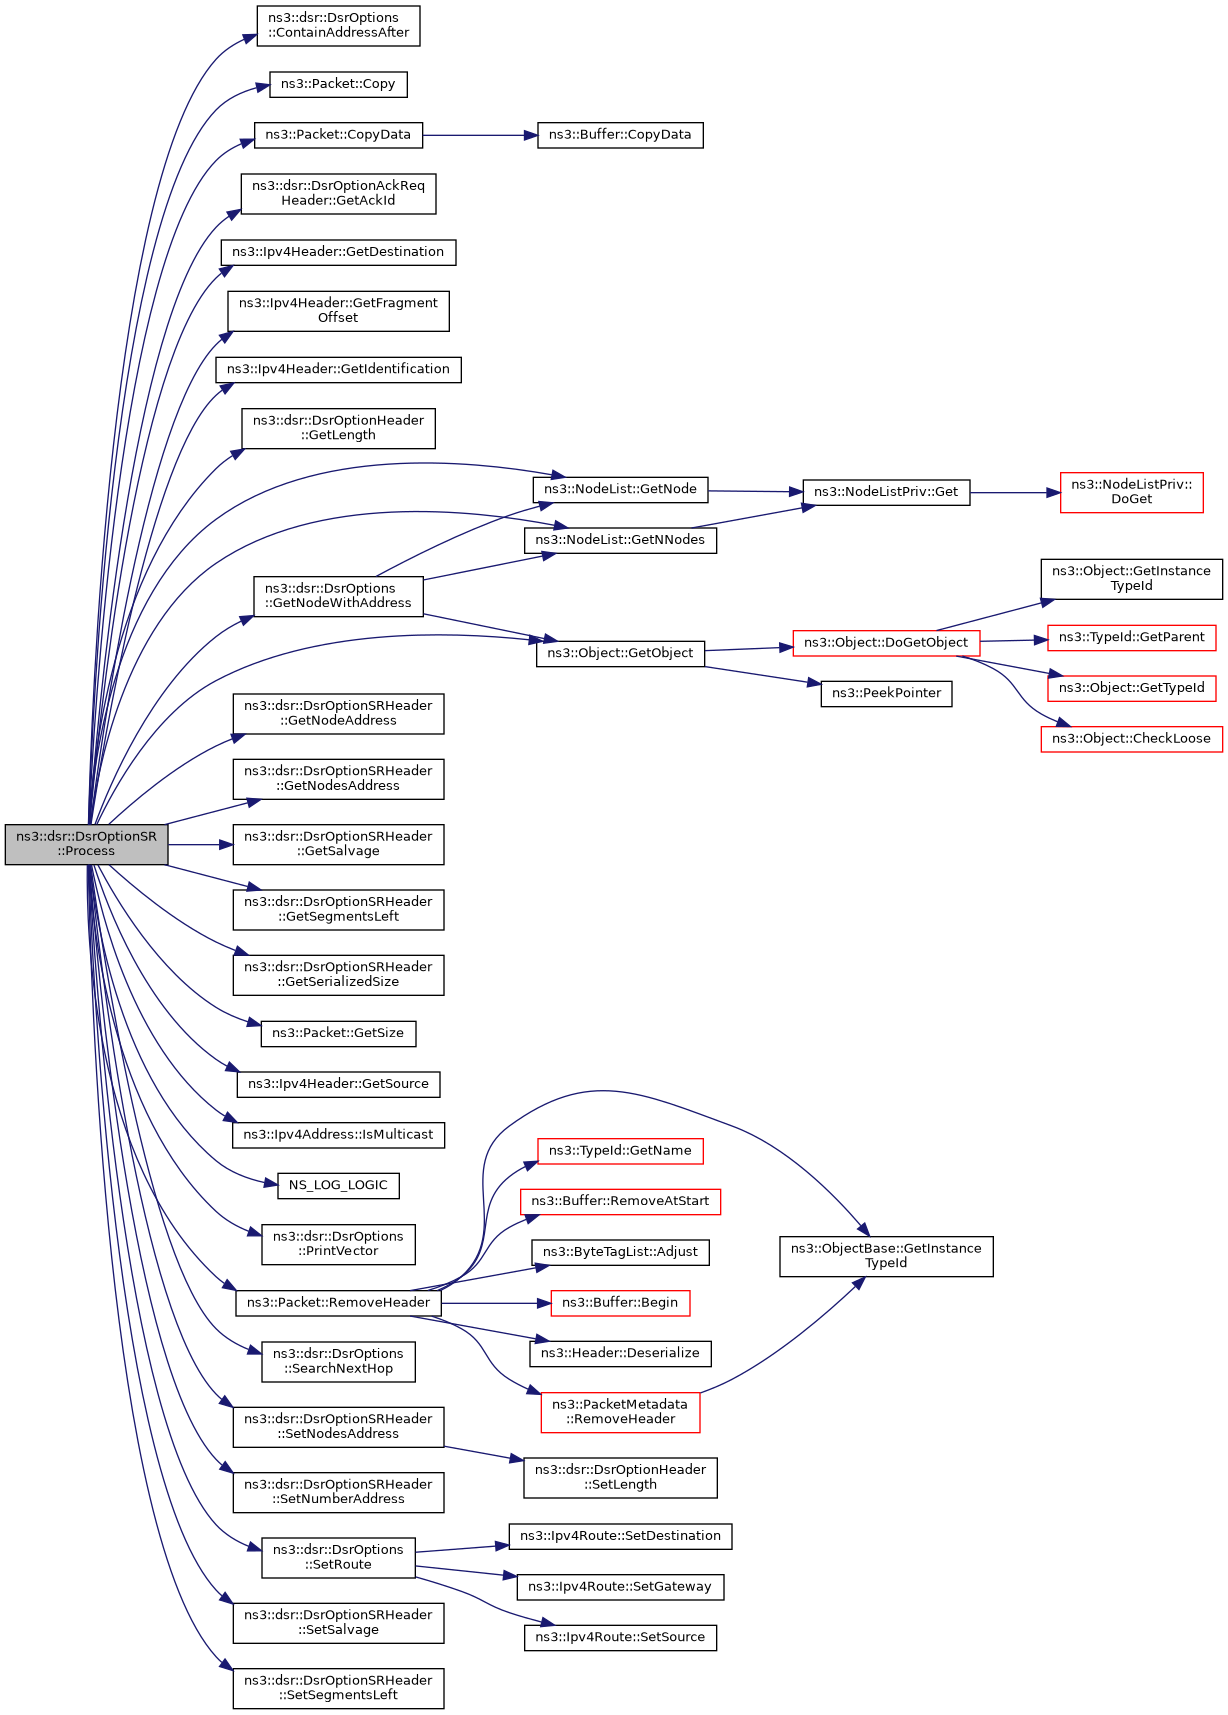 ns3::dsr::DsrOptions
::ContainAddressAfter
ns3::Packet::Copy
ns3::Packet::CopyData
ns3::Buffer::CopyData
ns3::dsr::DsrOptionAckReq
Header::GetAckId
ns3::Ipv4Header::GetDestination
ns3::Ipv4Header::GetFragment
Offset
ns3::Ipv4Header::GetIdentification
ns3::dsr::DsrOptionHeader
::GetLength
ns3::NodeList::GetNode
ns3::NodeListPriv::Get
ns3::NodeListPriv::
DoGet
ns3::NodeList::GetNNodes
ns3::dsr::DsrOptions
::GetNodeWithAddress
ns3::Object::GetInstance
TypeId
ns3::Object::GetObject
ns3::Object::DoGetObject
ns3::TypeId::GetParent
ns3::Object::GetTypeId
ns3::PeekPointer
ns3::Object::CheckLoose
ns3::dsr::DsrOptionSRHeader
::GetNodeAddress
ns3::dsr::DsrOptionSRHeader
::GetNodesAddress
ns3::dsr::DsrOptionSR
::Process
ns3::dsr::DsrOptionSRHeader
::GetSalvage
ns3::dsr::DsrOptionSRHeader
::GetSegmentsLeft
ns3::dsr::DsrOptionSRHeader
::GetSerializedSize
ns3::Packet::GetSize
ns3::Ipv4Header::GetSource
ns3::Ipv4Address::IsMulticast
NS_LOG_LOGIC
ns3::dsr::DsrOptions
::PrintVector
ns3::Packet::RemoveHeader
ns3::TypeId::GetName
ns3::Buffer::RemoveAtStart
ns3::ByteTagList::Adjust
ns3::ObjectBase::GetInstance
TypeId
ns3::Buffer::Begin
ns3::Header::Deserialize
ns3::PacketMetadata
::RemoveHeader
ns3::dsr::DsrOptions
::SearchNextHop
ns3::dsr::DsrOptionSRHeader
::SetNodesAddress
ns3::dsr::DsrOptionHeader
::SetLength
ns3::dsr::DsrOptionSRHeader
::SetNumberAddress
ns3::dsr::DsrOptions
::SetRoute
ns3::Ipv4Route::SetDestination
ns3::Ipv4Route::SetGateway
ns3::Ipv4Route::SetSource
ns3::dsr::DsrOptionSRHeader
::SetSalvage
ns3::dsr::DsrOptionSRHeader
::SetSegmentsLeft